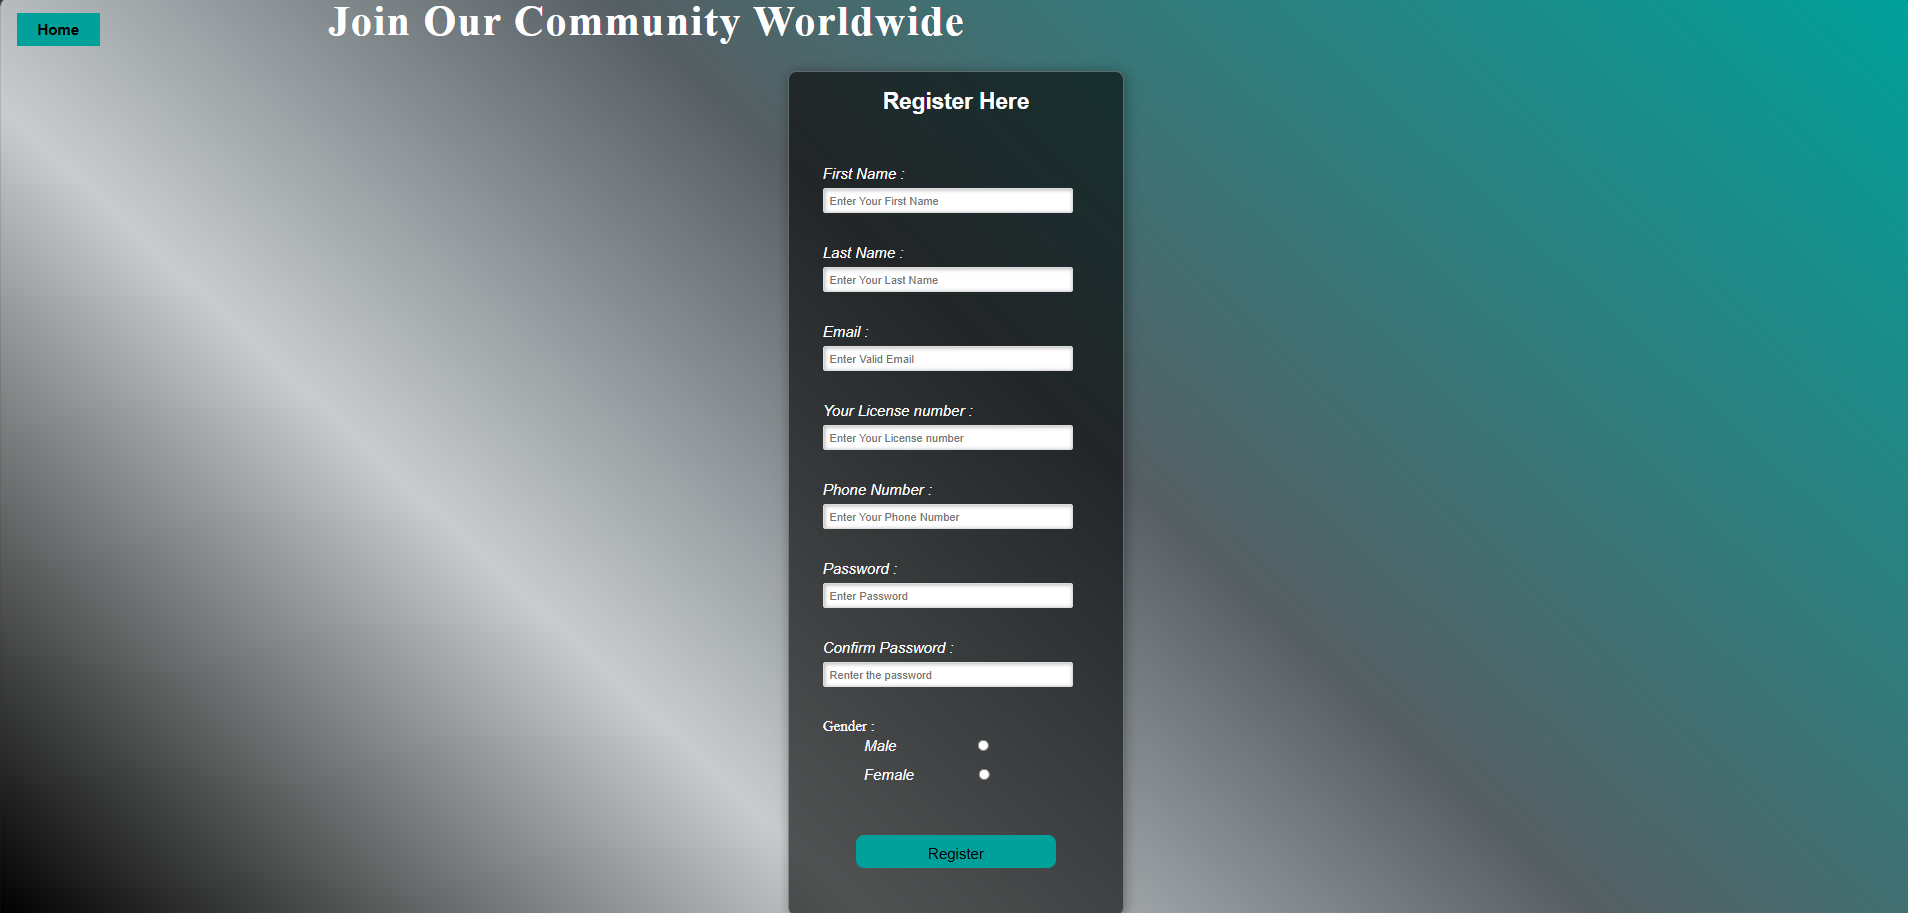 Home
Join Our Community Worldwide
Register Here
First Name :
Enter Your First Name
Last Name :
Enter Your Last Name
Email :
Enter Valid Email
Your License number :
Enter Your License number
Phone Number :
Enter Your Phone Number
Password :
Enter Password
Confirm Password :
Renter the password
Gender :
Male
Female
Register